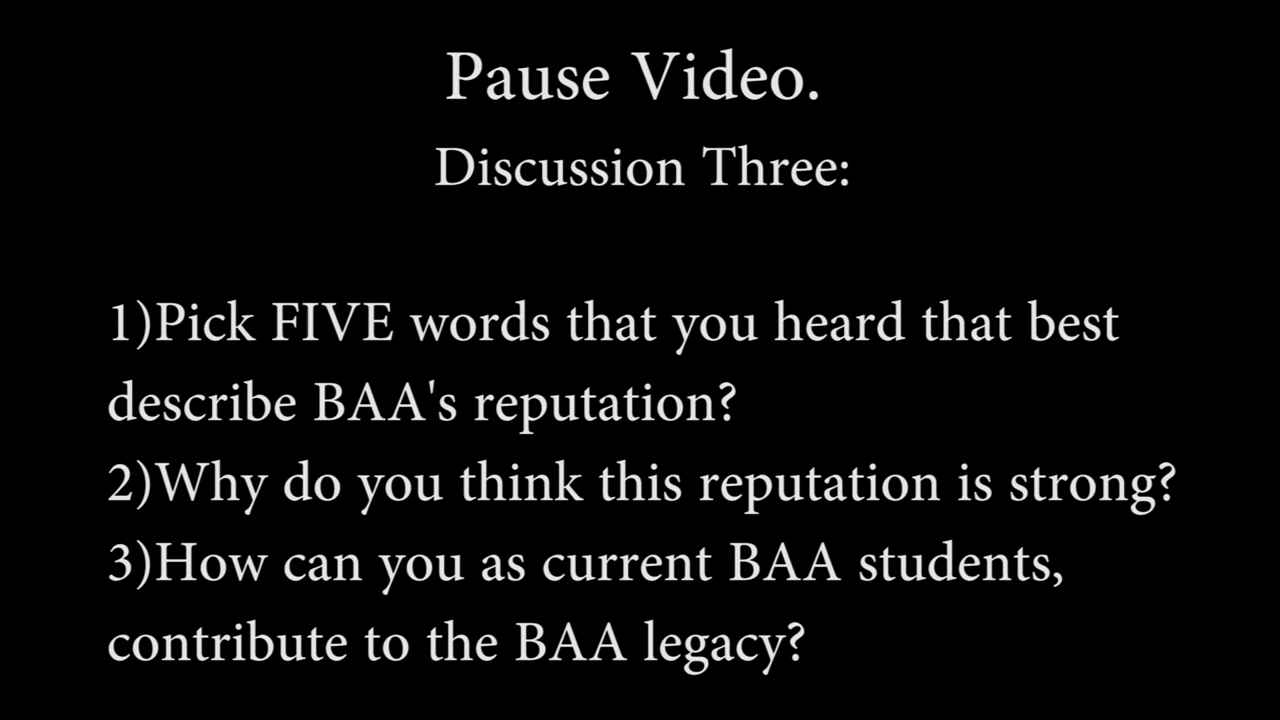 Pause Video.
Discussion Three:
1)Pick FIVE words that you heard that best
describe BAA's reputation?
2)Why do you think this reputation is strong?
3)How can you as current BAA students,
contribute to the BAA legacy?